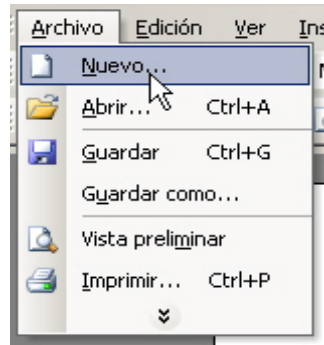 Archivo Edición Ver
Nuevo...
Abrir... Ctrl+A
Guardar Ctrl+G
Guardar como...
Vista preliminar
Imprimir... Ctrl+P